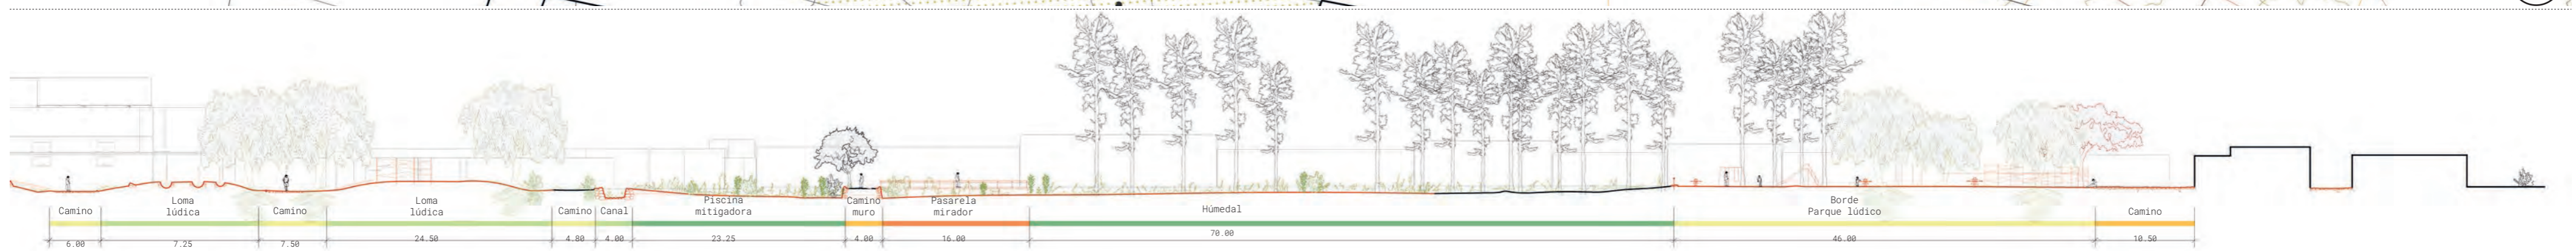 Camino
Loma
lúdica
Camino
Loma
lúdica
Camino
Canal
Piscina
mitigadora
Camino
muro
Pasarela
mirador
Húmedal
Borde
Parque lúdico
Camino
6.00
7.25
7.50
24.50
4.80
4.00
23.25
4.00
16.00
70.00
46.00
10.50